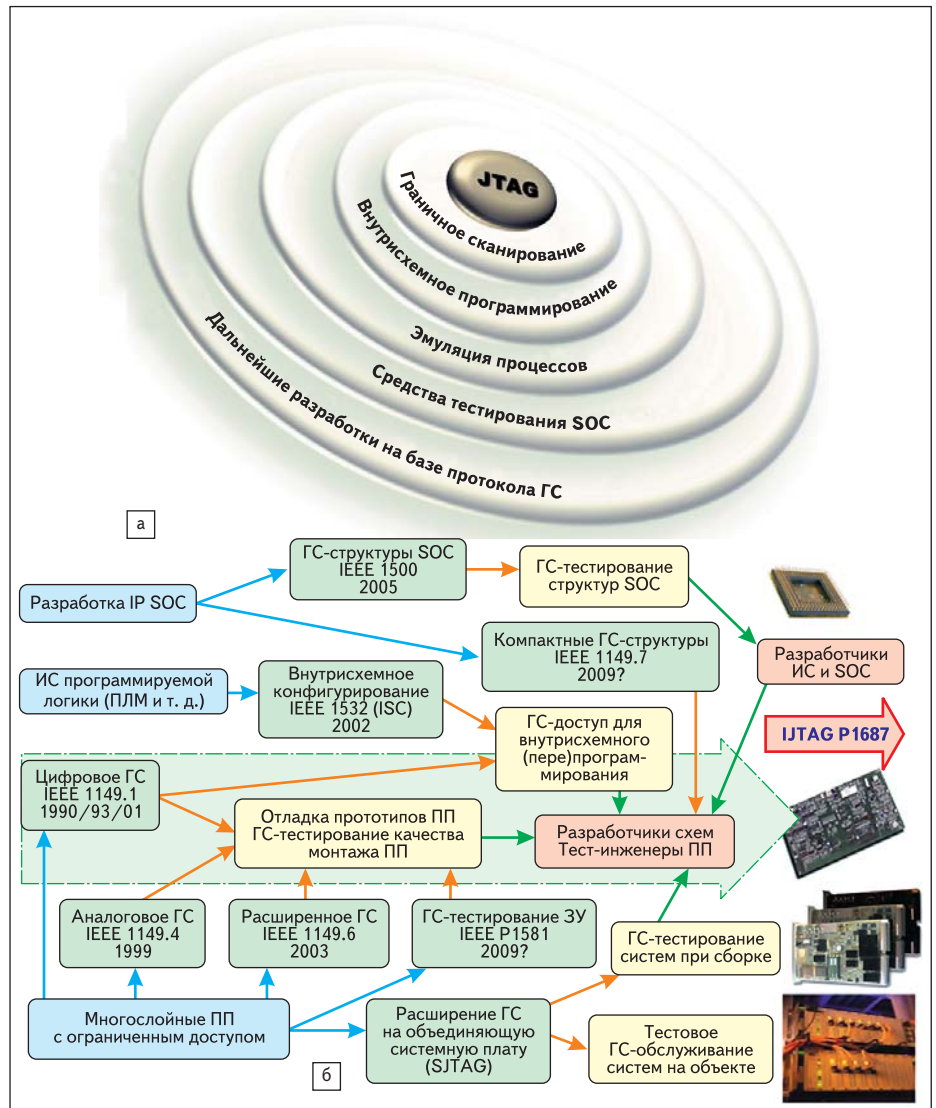 JTAG
Граничное сканирование
Внутрисхемное программирование
Эмуляция процессов
Средства тестирования SOC
Дальнейшие разработки на базе протокола ГС
а
ГС-структуры SOC
IEEE 1500
2005
ГС-тестирование
структур SOC
Разработка IP SOC
Компактные ГС-структуры
IEEE 1149.7
2009?
Разработчики
ИС и SOC
ИС программируемой
логики (ПЛМ и т. д.)
Внутрисхемное
конфигурирование
IEEE 1532 (ISC)
2002
ГС-доступ для
внутрисхемного
(пере)програм-
мирования
IJTAG P1687
Цифровое ГС
IEEE 1149.1
1990/93/01
Отладка прототипов ПП
ГС-тестирование качества
монтажа ПП
Разработчики схем
Тест-инженеры ПП
Аналоговое ГС
IEEE 1149.4
1999
Расширенное ГС
IEEE 1149.6
2003
ГС-тестирование ЗУ
IEEE P1581
2009?
ГС-тестирование
систем при сборке
Многослойные ПП
с ограниченным доступом
Расширение ГС
на объединяющую
системную плату
(SJTAG)
Тестовое
ГС-обслуживание
систем на объекте
б